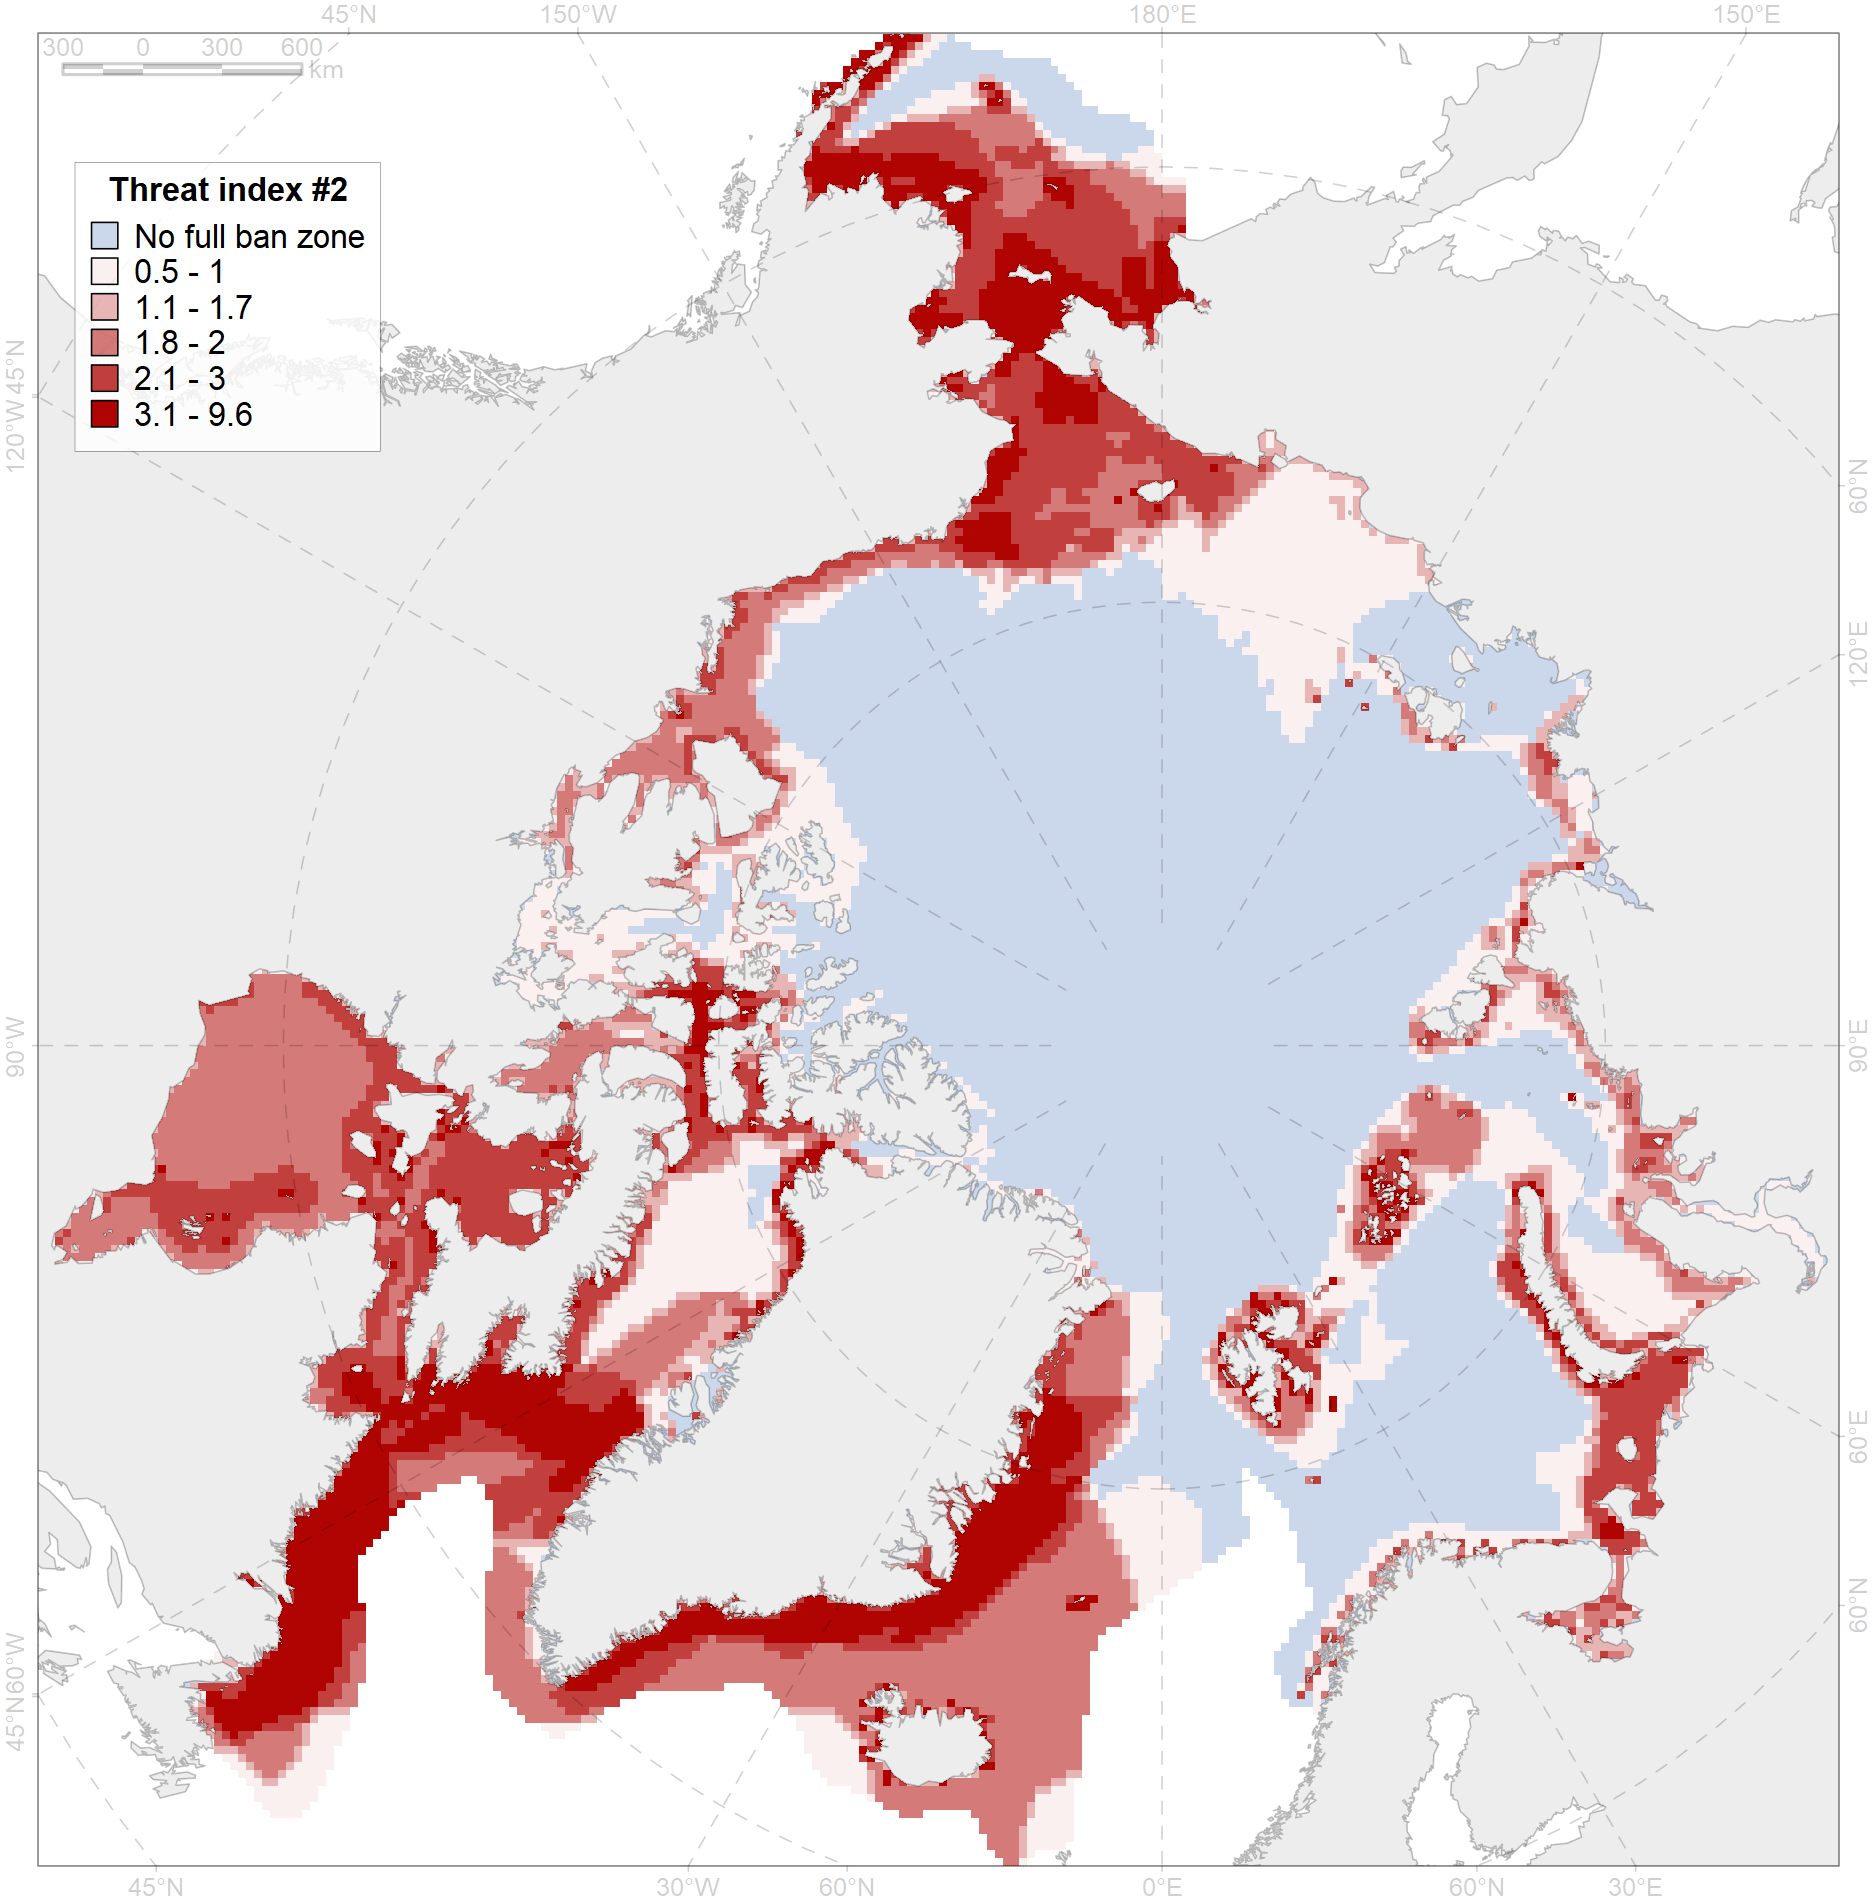 45°N 150°W 180°E 150°E
300 0 300 600
km
Threat index #2
No full ban zone
0.5 - 1
1.1 - 1.7
1.8 - 2
2.1 - 3
3.1 - 9.6
45°N
120°W
90°W
60°W
45°N
60°N
120°E
90°E
60°E
60°N
45°N 30°W 60°N 0°E 60°N 30°E